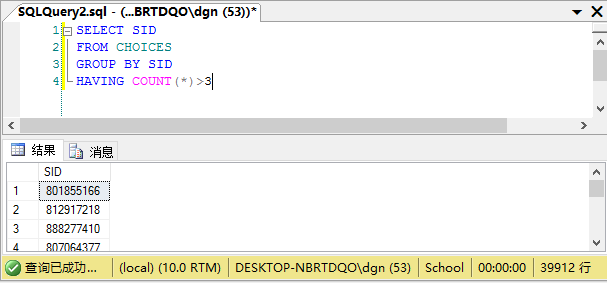 SQLQuery2.sql - (...BRTDQO\dgn (53))*
1 SELECT SID
2 FROM CHOICES
3 GROUP BY SID
4 HAVING COUNT(*)>3
结果 消息
SID
1 801855166
2 812917218
3 888277410
4 807064377
查询已成功... (local) (10.0 RTM) DESKTOP-NBRTDQO\dgn (53) School 00:00:00 39912 行